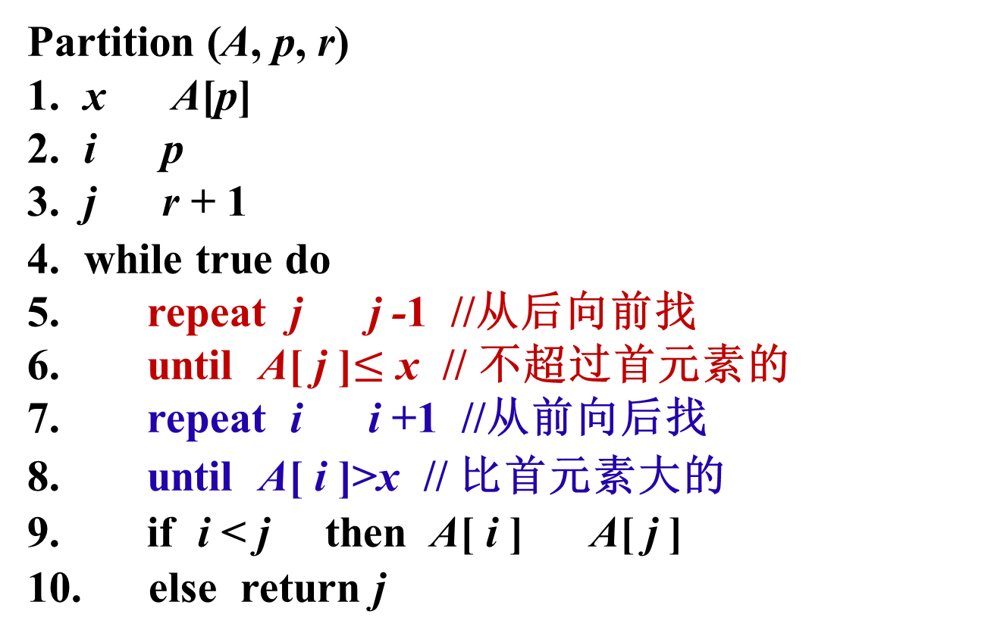 Partition (A, p, r)
1. x A[p]
2. i p
3. j r + 1
4. while true do
5. repeat j j -1 //从后向前找
6. until A[ j ]≤ x // 不超过首元素的
7. repeat i i +1 //从前向后找
8. until A[ i ]>x // 比首元素大的
9. if i < j then A[ i ] A[ j ]
10. else return j